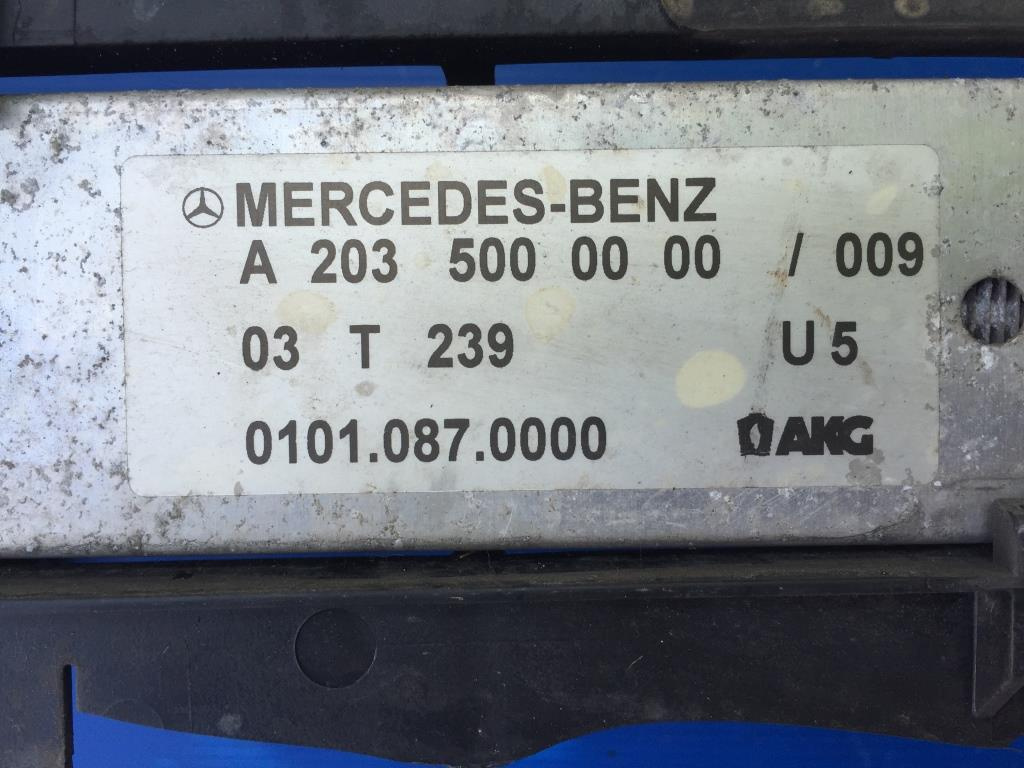 MERCEDES-BENZ
A 203 500 00 00 / 009
03 T 239 U 5
0101.087.0000 AKG